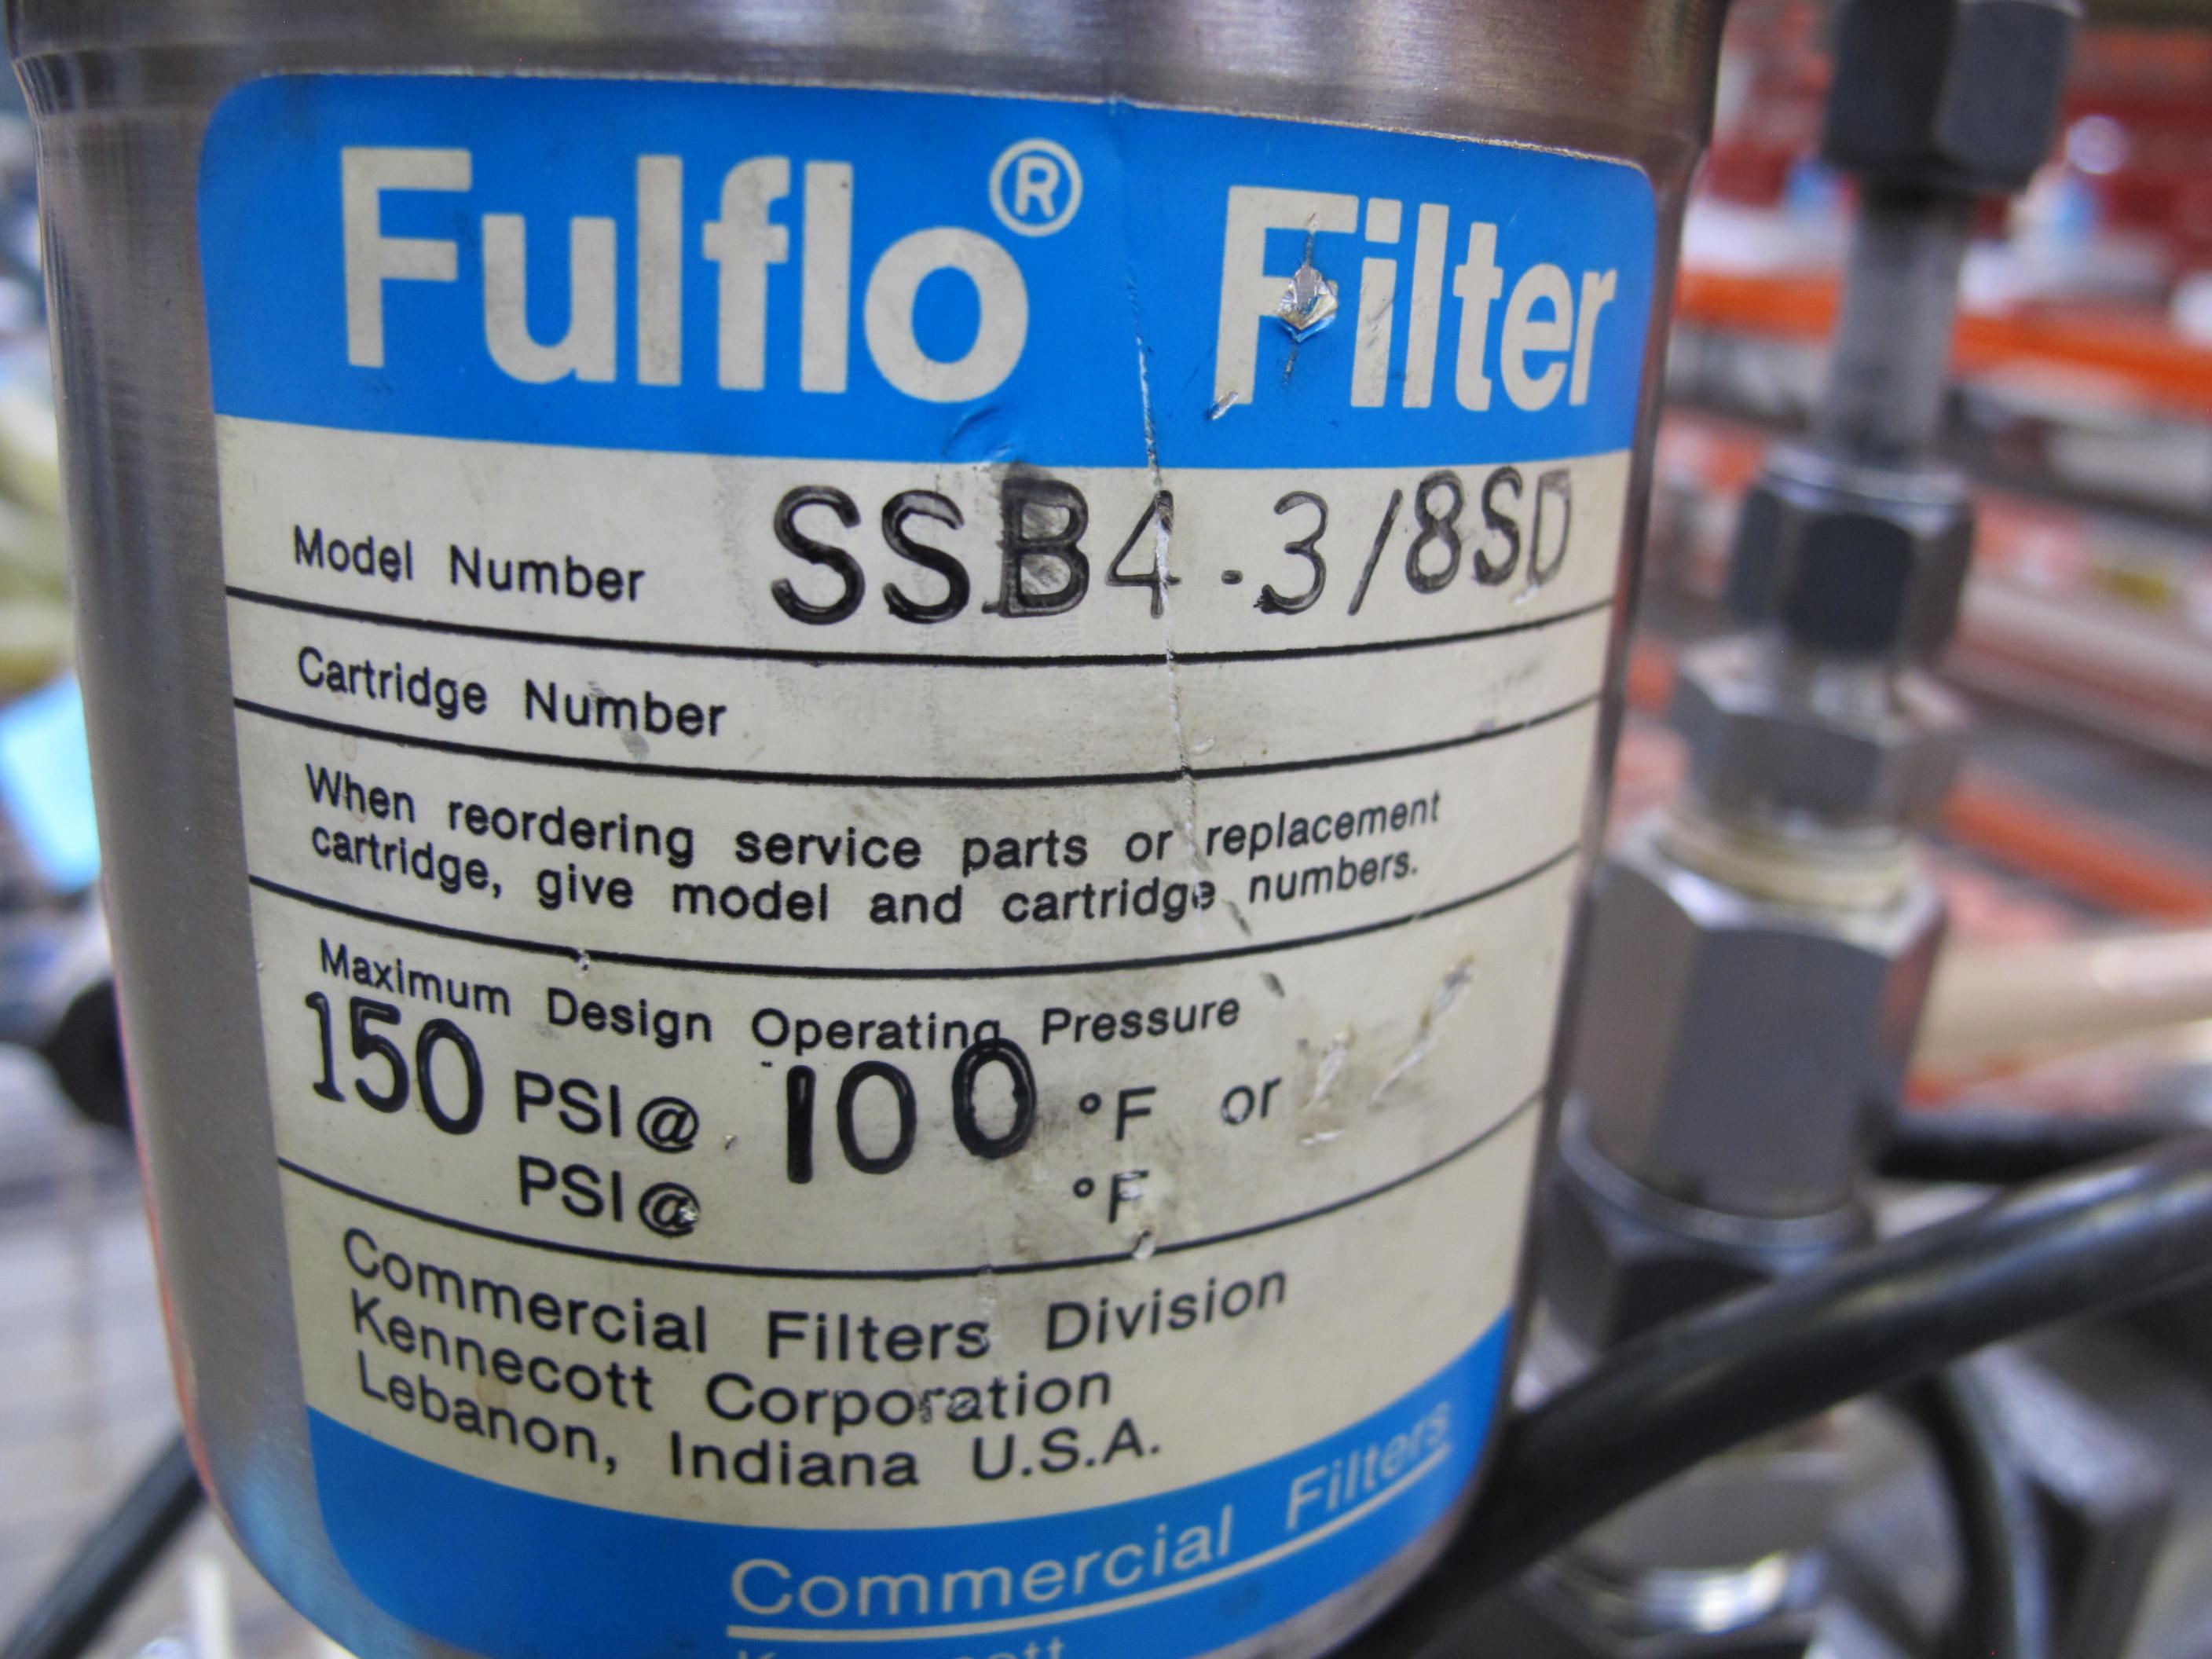 Fulflo® Filter
Model Number SSB4-3/8SD
Cartridge Number
When reordering service parts or replacement
cartridge, give model and cartridge numbers.
Maximum Design Operating Pressure
150 PSI@ 100 °F or
PSI@ °F
Commercial Filters Division
Kennecott Corporation
Lebanon, Indiana U.S.A.
Commercial Filters